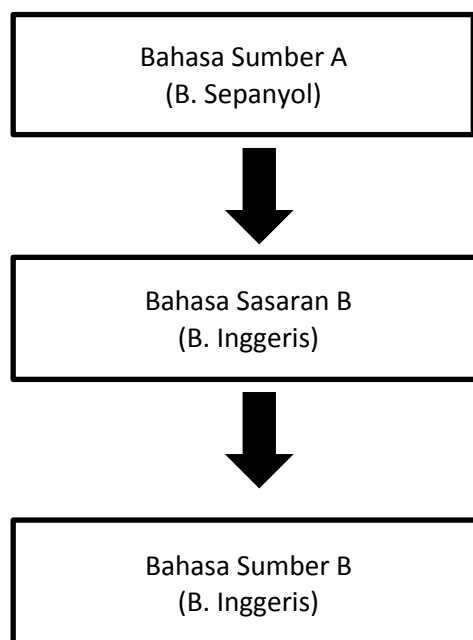 Bahasa Sumber A
(B. Sepanyol)
Bahasa Sasaran B
(B. Inggeris)
Bahasa Sumber B
(B. Inggeris)